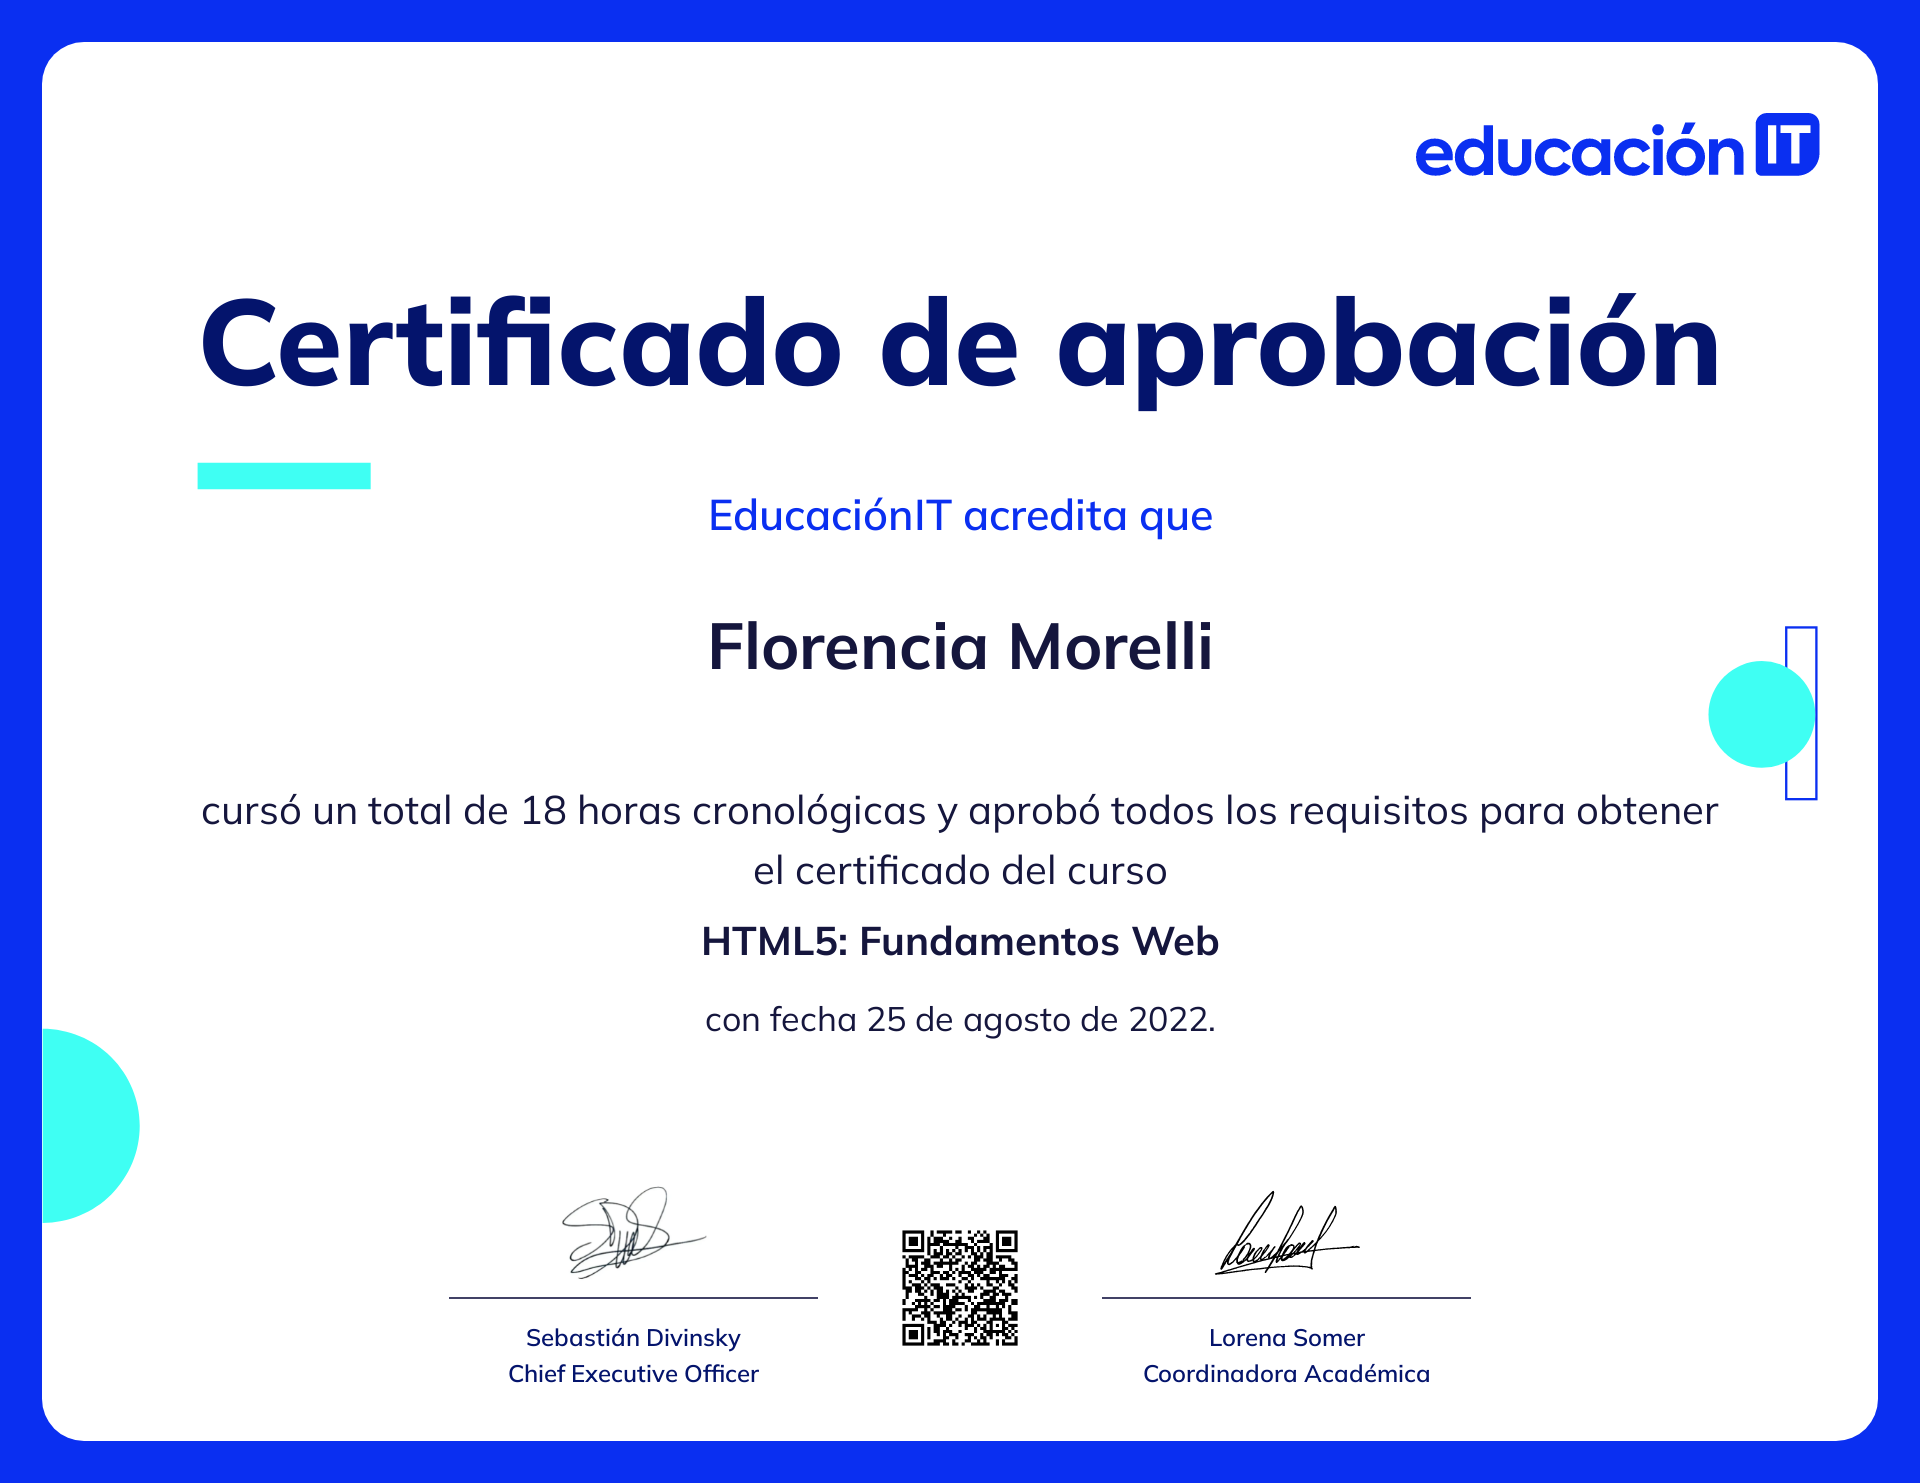 educación IT
Certificado de aprobación
EducaciónIT acredita que
Florencia Morelli
cursó un total de 18 horas cronológicas y aprobó todos los requisitos para obtener
el certificado del curso
HTML5: Fundamentos Web
con fecha 25 de agosto de 2022.
Sebastián Divinsky
Chief Executive Officer
Lorena Somer
Coordinadora Académica